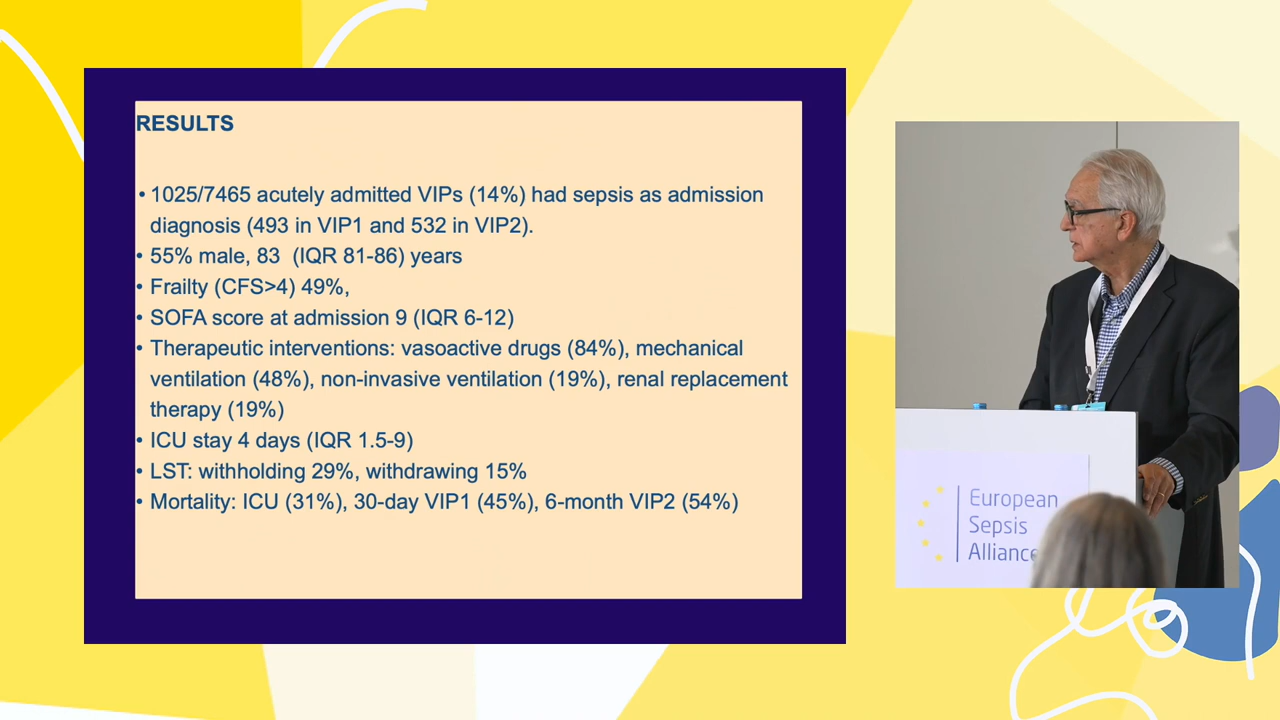 RESULTS
• 1025/7465 acutely admitted VIPs (14%) had sepsis as admission
diagnosis (493 in VIP1 and 532 in VIP2).
• 55% male, 83 (IQR 81-86) years
• Frailty (CFS>4) 49%,
• SOFA score at admission 9 (IQR 6-12)
• Therapeutic interventions: vasoactive drugs (84%), mechanical
ventilation (48%), non-invasive ventilation (19%), renal replacement
therapy (19%)
• ICU stay 4 days (IQR 1.5-9)
• LST: withholding 29%, withdrawing 15%
• Mortality: ICU (31%), 30-day VIP1 (45%), 6-month VIP2 (54%)
European
Sepsis
Alliance